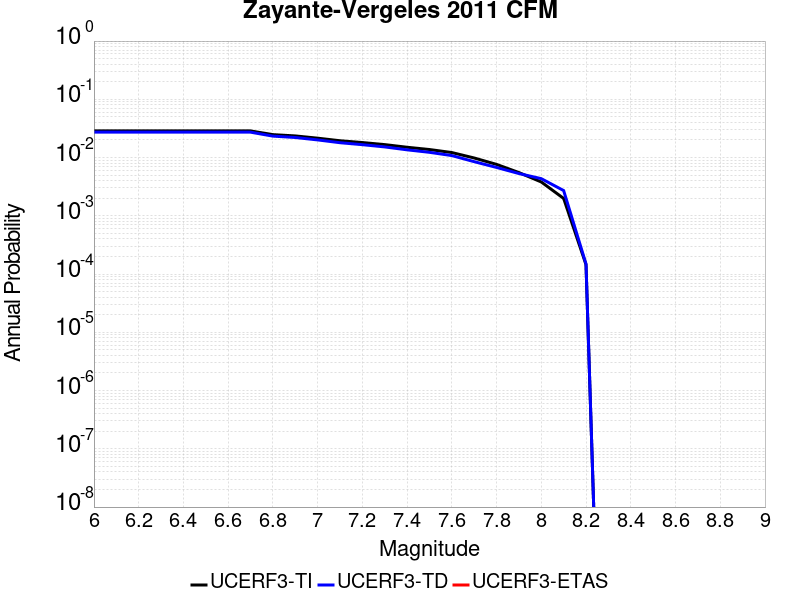 Zayante-Vergeles 2011 CFM
10^0
10^-1
10^-2
10^-3
10^-4
10^-5
10^-6
10^-7
10^-8
Annual Probability
6 6.2 6.4 6.6 6.8 7 7.2 7.4 7.6 7.8 8 8.2 8.4 8.6 8.8 9
Magnitude
UCERF3-TI UCERF3-TD UCERF3-ETAS